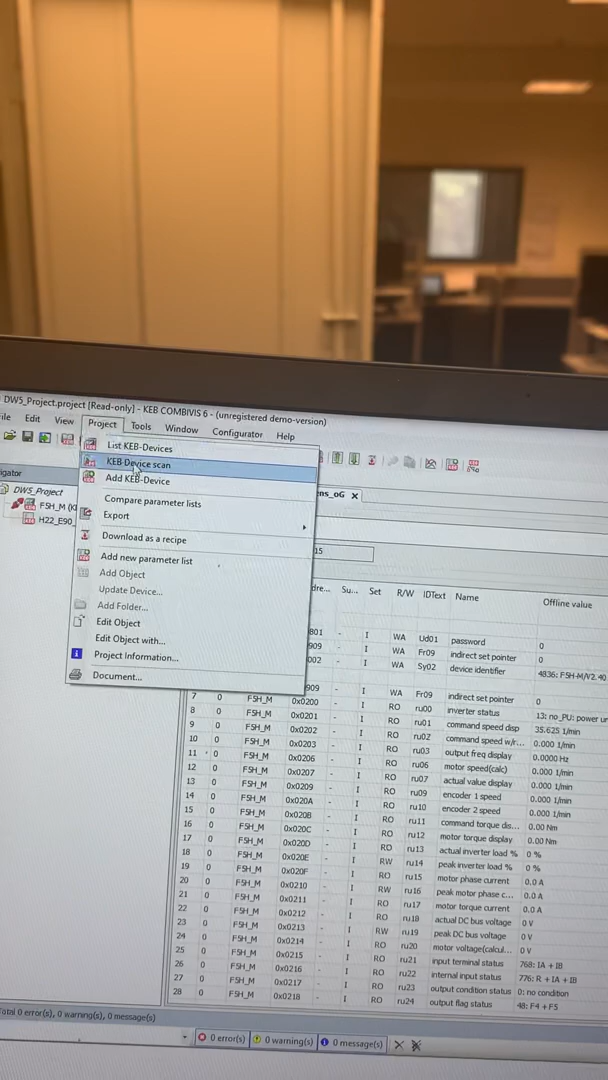 DW5_Project.project [Read-only] - KEB COMBIVIS 6 - (unregistered demo-version)
Edit View Project Tools Window Configurator Help
List KEB-Devices
KEB-Device scan
Add KEB-Device
Compare parameter lists
Export
Download as a recipe
Add new parameter list
Add Object
Update Device...
Add Folder...
Edit Object
Edit Object with...
Project Information...
Document...
DW5_Project
F5H_M
H22_E90
ns_oG
15
Su... Set R/W IDText Name Offline value
801 - I WA Ud01 password 0
909 - I WA Fr09 indirect set pointer 0
002 - I WA Sy02 device identifier 4836: F5H-M/V2.40
909 - I WA Fr09 indirect set pointer 0
7 0 F5H_M 0x0200 - I RO ru00 inverter status 13: no_PU: power un
8 0 F5H_M 0x0201 - I RO ru01 command speed disp 35.625 1/min
9 0 F5H_M 0x0202 - I RO ru02 command speed w/r... 0.000 1/min
10 0 F5H_M 0x0203 - I RO ru03 output freq display 0.0000 Hz
11 0 F5H_M 0x0206 - I RO ru06 motor speed(calc) 0.000 1/min
12 0 F5H_M 0x0207 - I RO ru07 actual value display 0.000 1/min
13 0 F5H_M 0x0209 - I RO ru09 encoder 1 speed 0.000 1/min
14 0 F5H_M 0x020A - I RO ru10 encoder 2 speed 0.000 1/min
15 0 F5H_M 0x020B - I RO ru11 command torque dis... 0.00 Nm
16 0 F5H_M 0x020C - I RO ru12 motor torque display 0.00 Nm
17 0 F5H_M 0x020D - I RO ru13 actual inverter load % 0 %
18 0 F5H_M 0x020E - I RW ru14 peak inverter load % 0 %
19 0 F5H_M 0x020F - I RO ru15 motor phase current 0.0 A
20 0 F5H_M 0x0210 - I RW ru16 peak motor phase c... 0.0 A
21 0 F5H_M 0x0211 - I RO ru17 motor torque current 0.0 A
22 0 F5H_M 0x0212 - I RO ru18 actual DC bus voltage 0 V
23 0 F5H_M 0x0213 - I RW ru19 peak DC bus voltage 0 V
24 0 F5H_M 0x0214 - I RO ru20 motor voltage(calcul... 0 V
25 0 F5H_M 0x0215 - I RO ru21 input terminal status 768: IA + IB
26 0 F5H_M 0x0216 - I RO ru22 internal input status 776: R + IA + IB
27 0 F5H_M 0x0217 - I RO ru23 output condition status 0: no condition
28 0 F5H_M 0x0218 - I RO ru24 output flag status 48: F4 + F5
Total 0 error(s), 0 warning(s), 0 message(s)
0 error(s) 0 warning(s) 0 message(s)